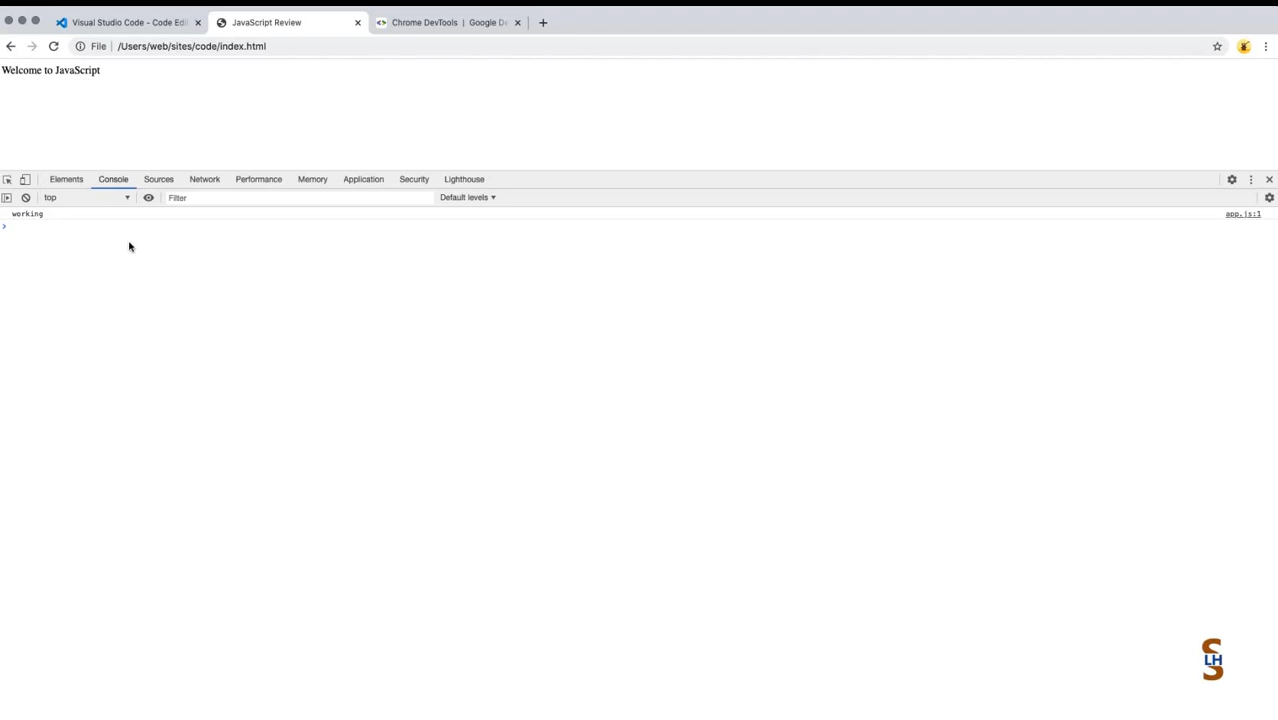 Visual Studio Code - Code Edi
JavaScript Review
Chrome DevTools | Google De
File
/Users/web/sites/code/index.html
Welcome to JavaScript
Elements
Console
Sources
Network
Performance
Memory
Application
Security
Lighthouse
top
Filter
Default levels
working
app.js:1
LH
S
S